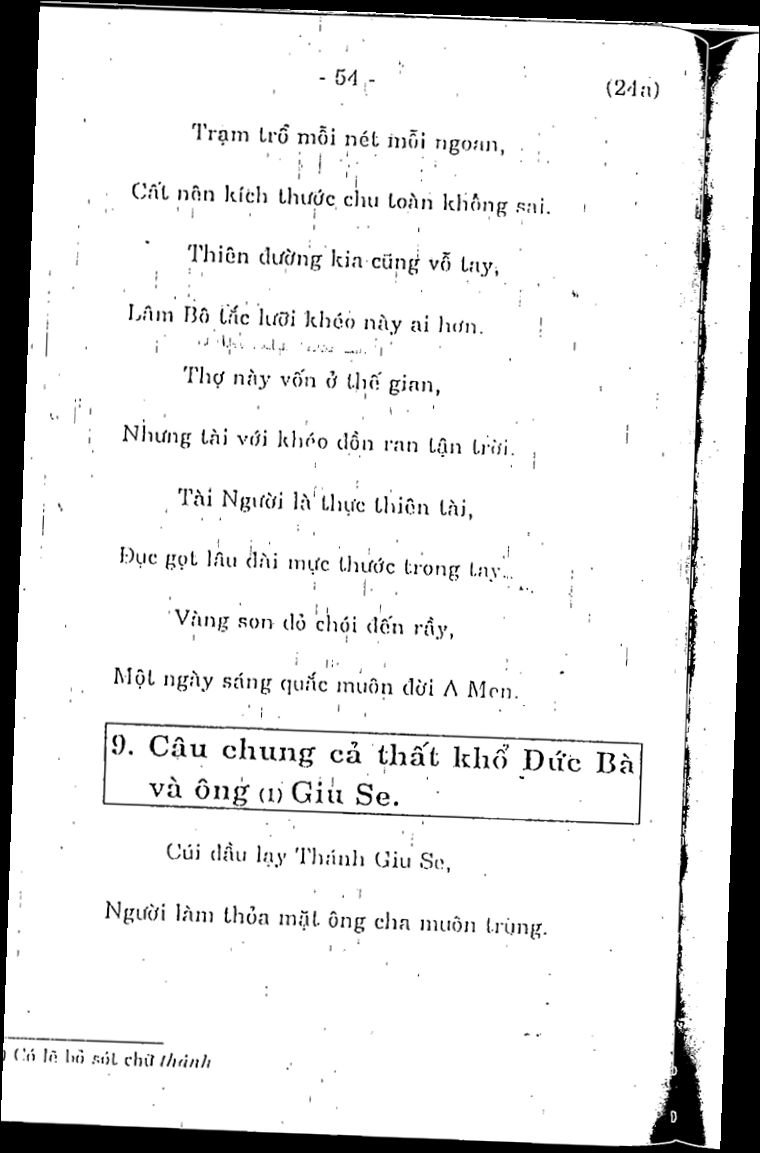 - 54 -
(24a)
Trạm trổ mỗi nét mỗi ngoan,
Cất nên kích thước chu toàn không sai.
Thiên đường kia cũng vỗ tay,
Lâm Bô tắc lưỡi khéo này ai hơn.
Thợ này vốn ở thế gian,
Nhưng tài với khéo dồn ran tận trời.
Tài Người là thực thiên tài,
Đục gọt lâu đài mực thước trong tay...
Vàng son đỏ chói đến rầy,
Một ngày sáng quắc muôn đời A Men.
9. Câu chung cả thất khổ Đức Bà
và ông (1) Giu Se.
Cúi đầu lạy Thánh Giu Se,
Người làm thỏa mặt ông cha muôn trùng.
) Có lẽ bỏ sót chữ thánh